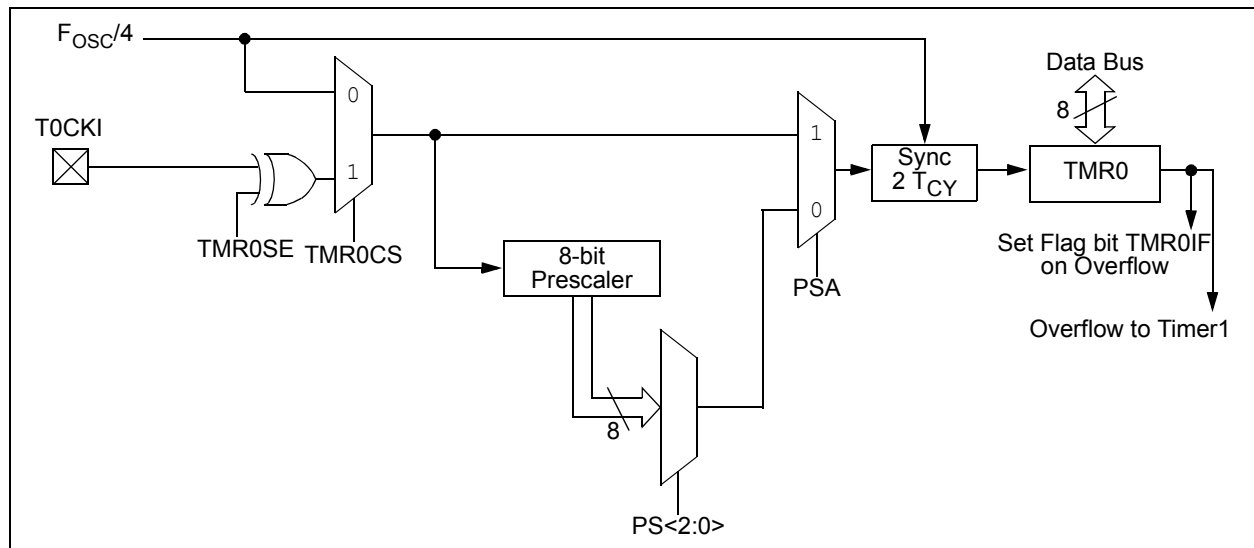 FOSC/4
Data Bus
8
T0CKI
0
1
1
0
Sync
2 TCY
TMR0
TMR0SE
TMR0CS
8-bit
Prescaler
PSA
Set Flag bit TMR0IF
on Overflow
Overflow to Timer1
8
PS<2:0>